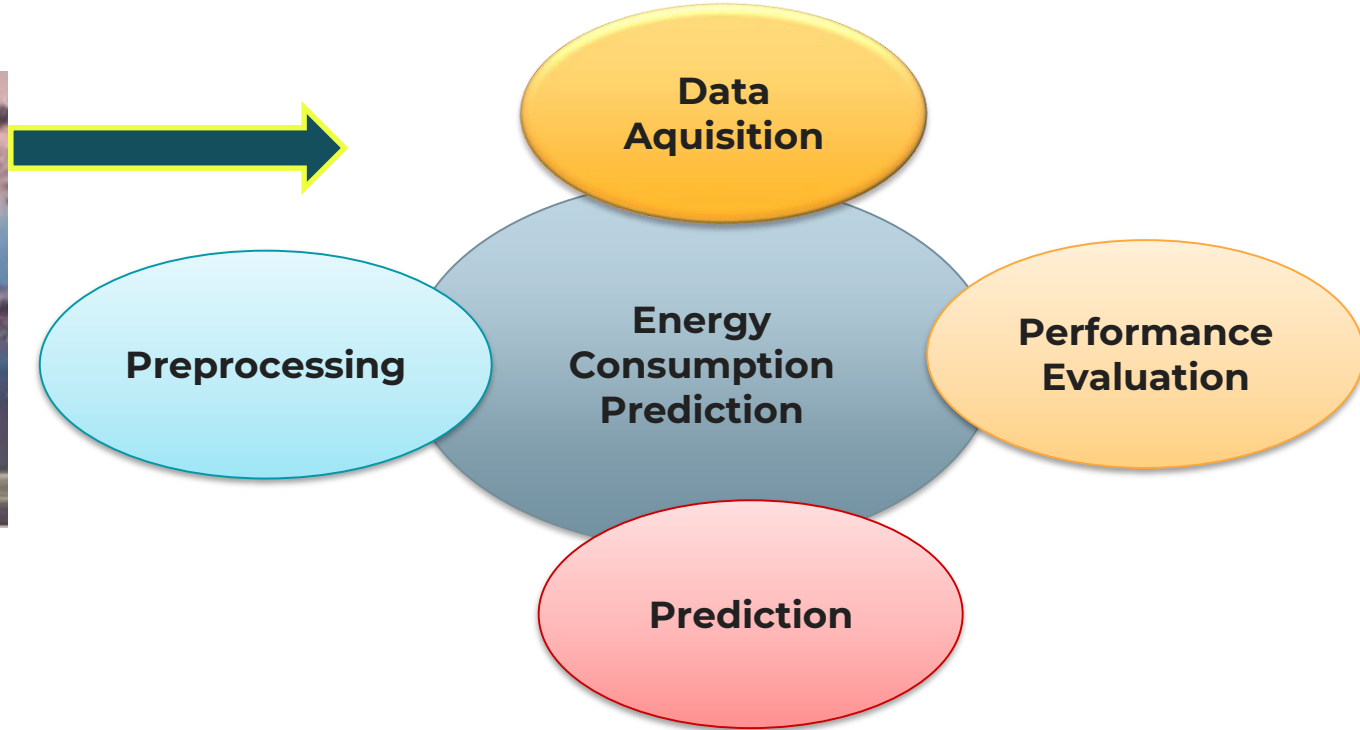 Data
Aquisition
Energy
Consumption
Prediction
Preprocessing
Performance
Evaluation
Prediction